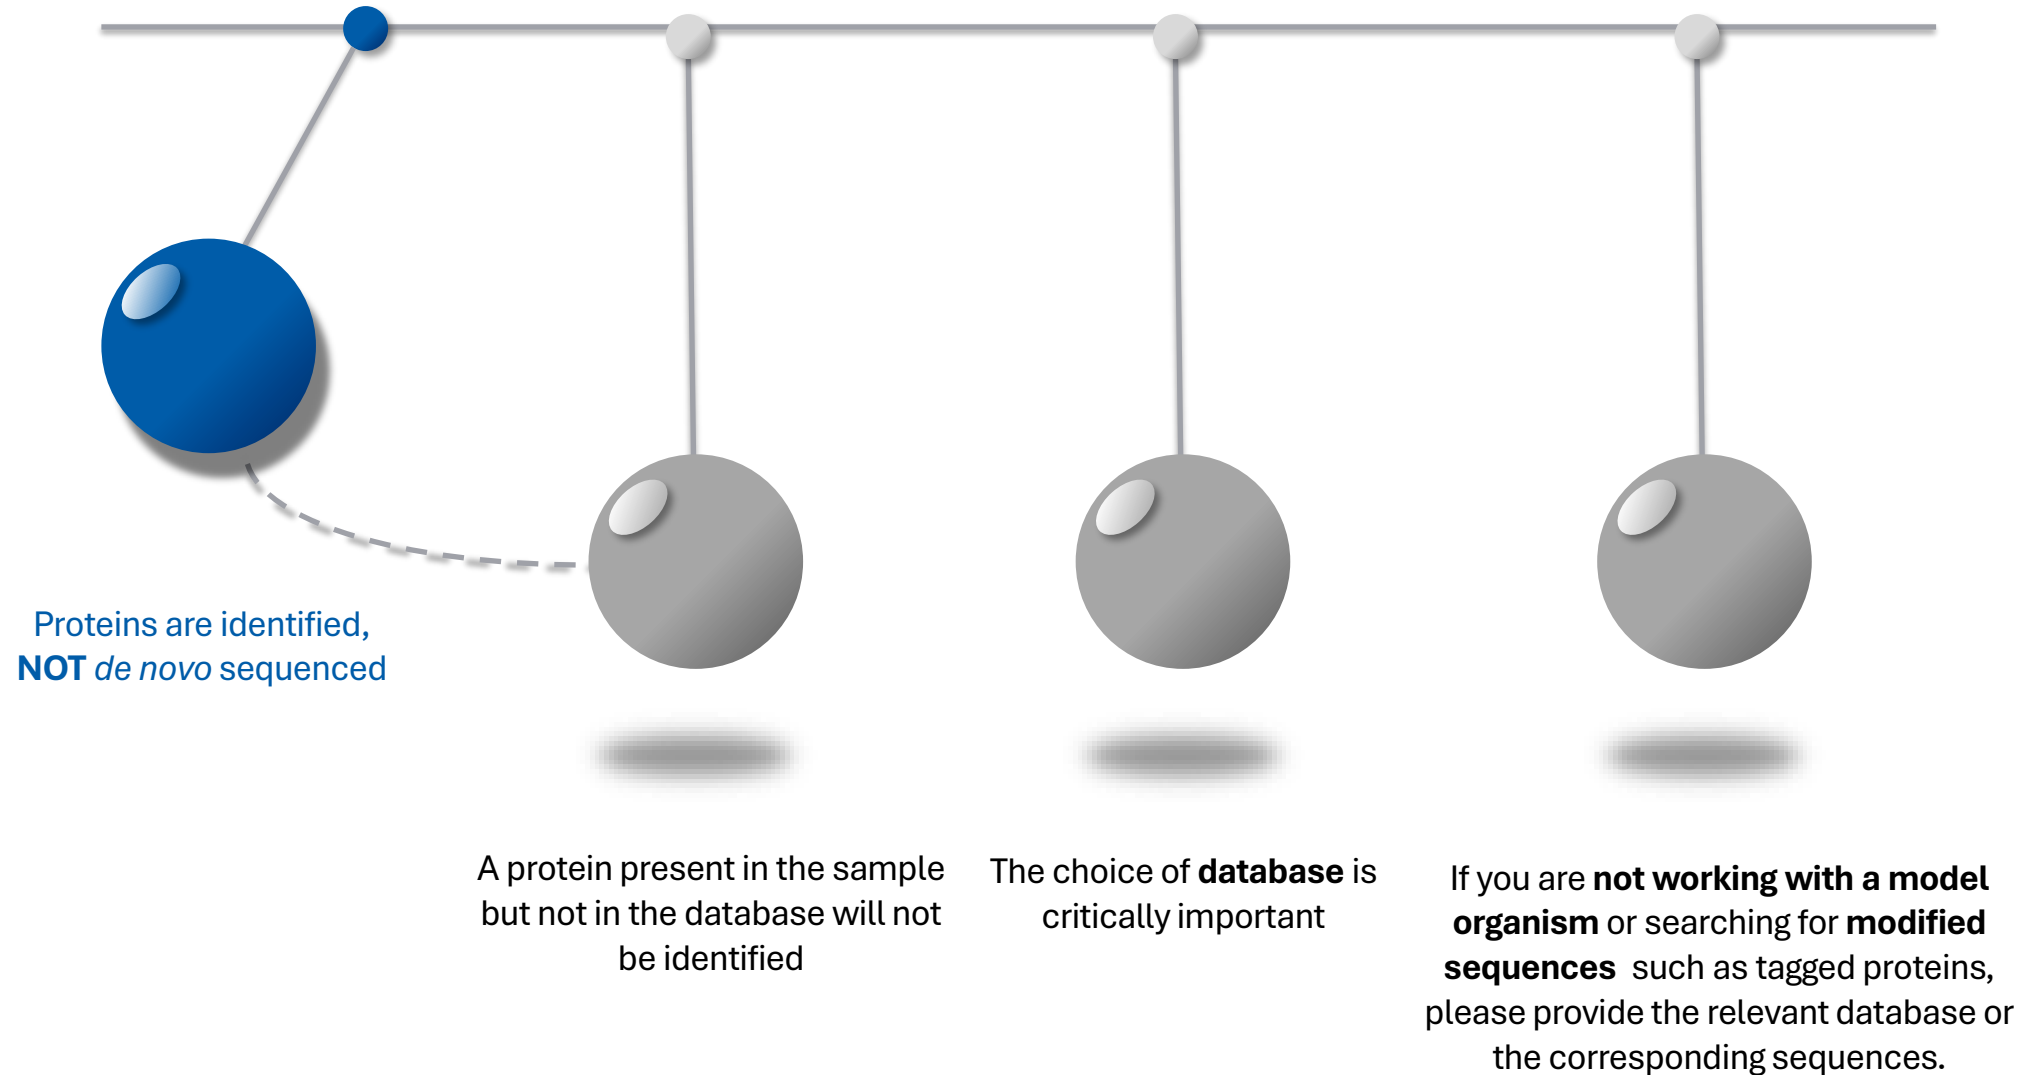 Proteins are identified,
NOT de novo sequenced
A protein present in the sample
but not in the database will not
be identified
The choice of database is
critically important
If you are not working with a model
organism or searching for modified
sequences  such as tagged proteins,
please provide the relevant database or
the corresponding sequences.